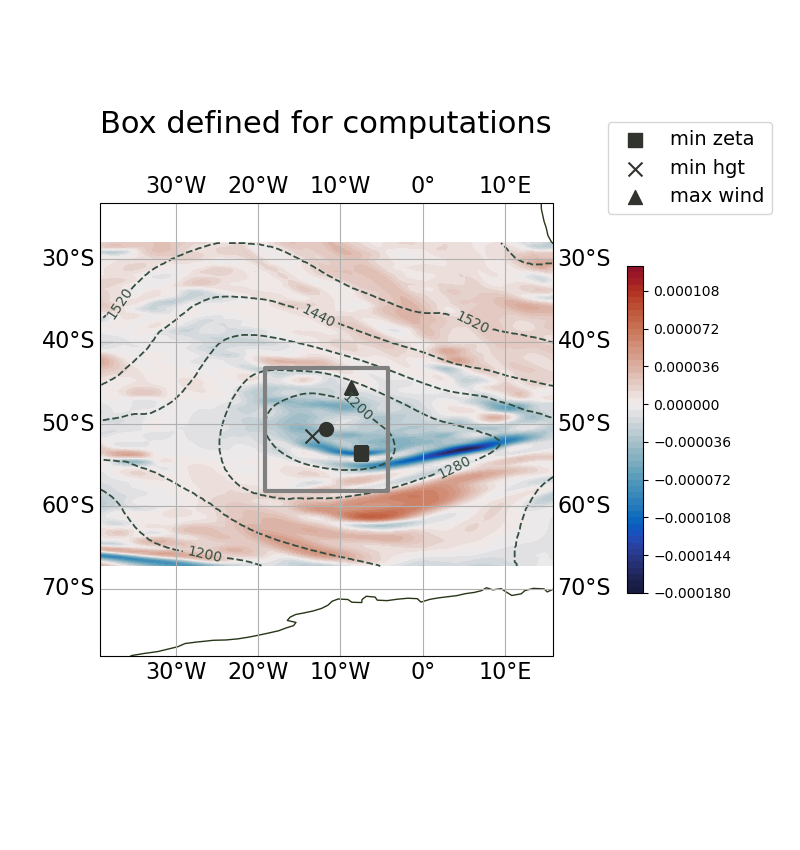 Box defined for computations
min zeta
min hgt
max wind
30°W 20°W 10°W 0° 10°E
30°S 30°S
40°S 40°S
50°S 50°S
60°S 60°S
70°S 70°S
1520
1440
1520
1200
1280
1200
0.000108
0.000072
0.000036
0.000000
−0.000036
−0.000072
−0.000108
−0.000144
−0.000180
30°W 20°W 10°W 0° 10°E